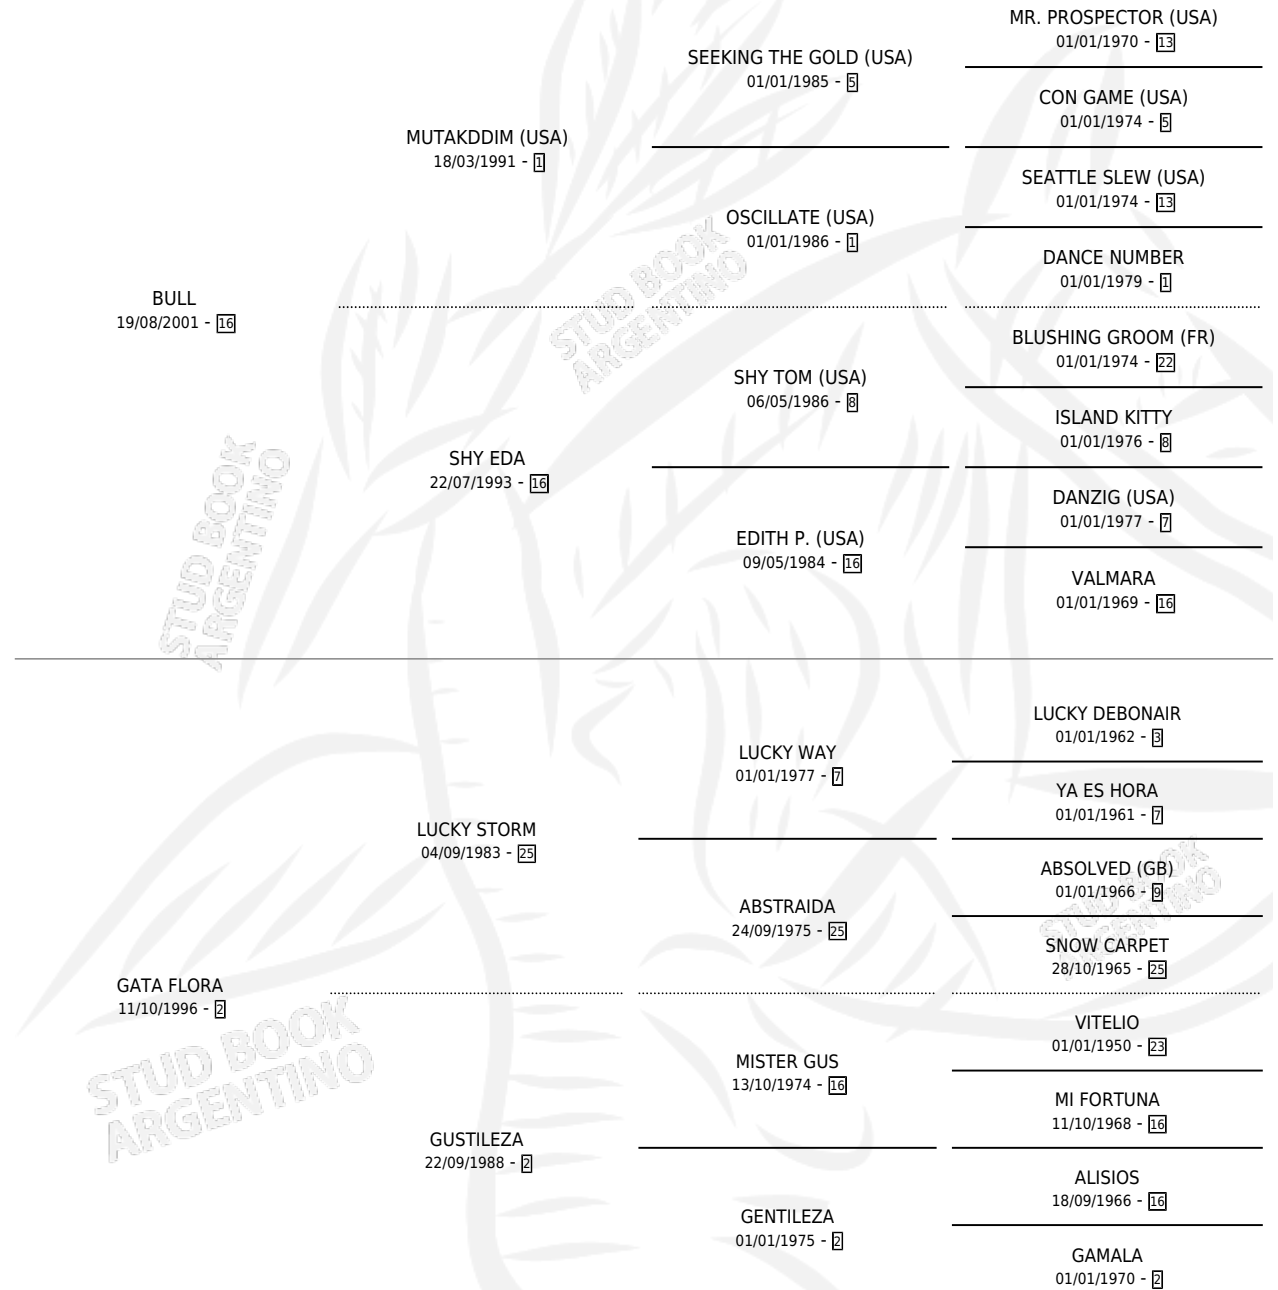 MR. PROSPECTOR (USA)
01/01/1970 - 13
SEEKING THE GOLD (USA)
01/01/1985 - 5
CON GAME (USA)
01/01/1974 - 5
MUTAKDDIM (USA)
18/03/1991 - 1
SEATTLE SLEW (USA)
01/01/1974 - 13
OSCILLATE (USA)
01/01/1986 - 1
DANCE NUMBER
01/01/1979 - 1
BULL
19/08/2001 - 16
STUD BOOK
ARGENTINO
BLUSHING GROOM (FR)
01/01/1974 - 22
SHY TOM (USA)
06/05/1986 - 8
ISLAND KITTY
01/01/1976 - 8
SHY EDA
22/07/1993 - 16
DANZIG (USA)
01/01/1977 - 7
EDITH P. (USA)
09/05/1984 - 16
VALMARA
01/01/1969 - 16
STUD BOOK
ARGENTINO
LUCKY DEBONAIR
01/01/1962 - 3
LUCKY WAY
01/01/1977 - 7
YA ES HORA
01/01/1961 - 7
LUCKY STORM
04/09/1983 - 25
ABSOLVED (GB)
01/01/1966 - 9
ABSTRAIDA
24/09/1975 - 25
STUD BOOK
ARGENTINO
SNOW CARPET
28/10/1965 - 25
GATA FLORA
11/10/1996 - 2
STUD BOOK
ARGENTINO
VITELIO
01/01/1950 - 23
MISTER GUS
13/10/1974 - 16
MI FORTUNA
11/10/1968 - 16
GUSTILEZA
22/09/1988 - 2
ALISIOS
18/09/1966 - 16
GENTILEZA
01/01/1975 - 2
GAMALA
01/01/1970 - 2